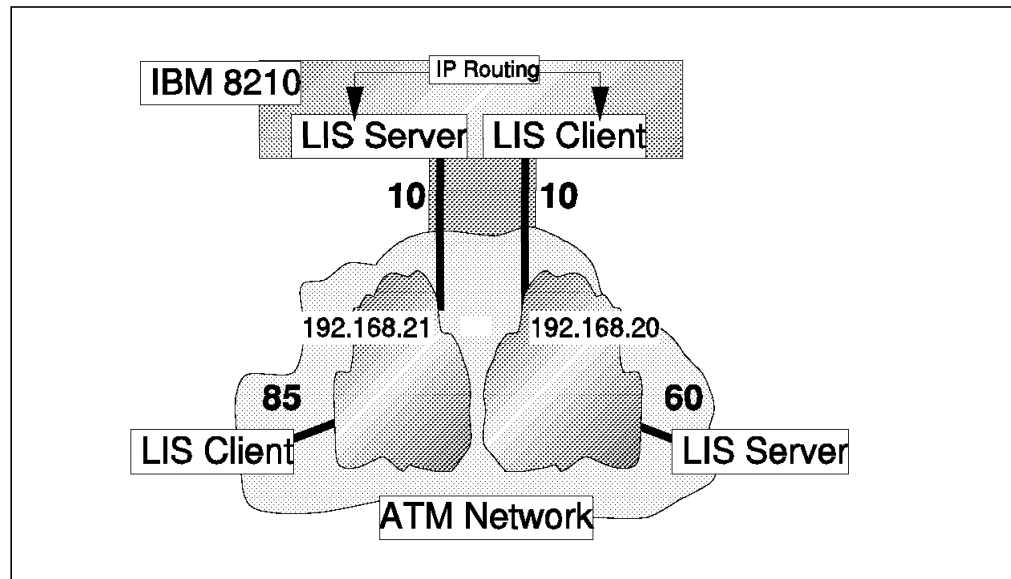 IP Routing
IBM 8210
LIS Server
LIS Client
10
10
192.168.21
192.168.20
85
60
LIS Client
LIS Server
ATM Network